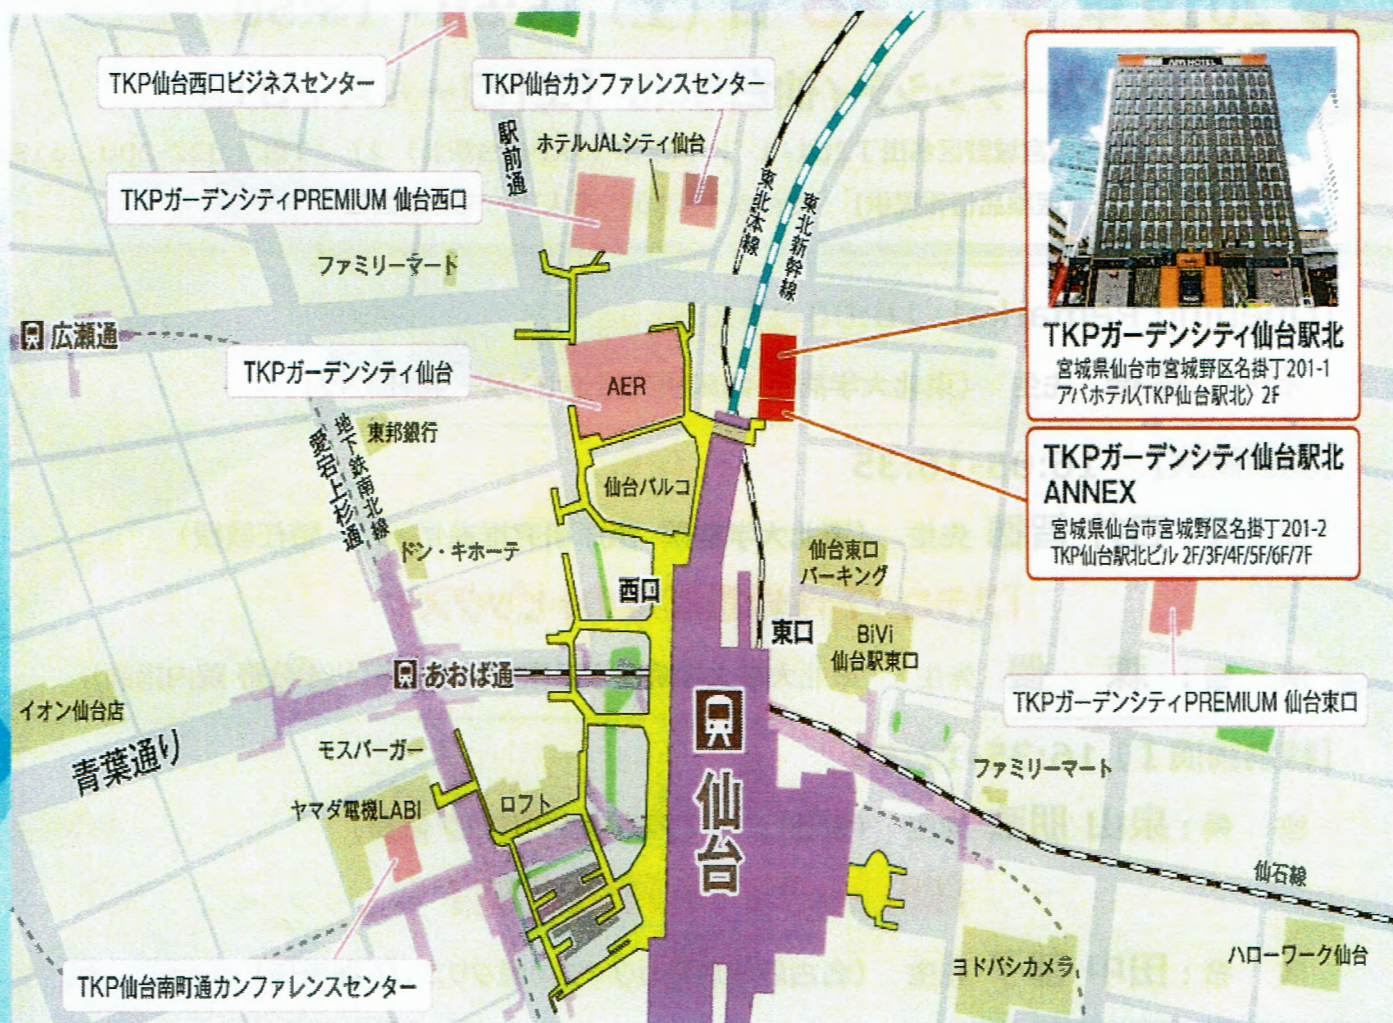 TKP仙台西口ビジネスセンター
TKP仙台カンファレンスセンター
駅前通
ホテルJALシティ仙台
TKPガーデンシティPREMIUM 仙台西口
東北本線
東北新幹線
ファミリーマート
広瀬通
TKPガーデンシティ仙台
AER
APA HOTEL
TKPガーデンシティ仙台駅北
宮城県仙台市宮城野区名掛丁201-1
アパホテル〈TKP仙台駅北〉 2F
TKPガーデンシティ仙台駅北
ANNEX
宮城県仙台市宮城野区名掛丁201-2
TKP仙台駅北ビル 2F/3F/4F/5F/6F/7F
東邦銀行
地下鉄南北線
愛宕上杉通
仙台パルコ
ドン・キホーテ
西口
仙台東口
パーキング
東口
BiVi
仙台駅東口
あおば通
イオン仙台店
青葉通り
TKPガーデンシティPREMIUM 仙台東口
モスバーガー
ファミリーマート
ヤマダ電機LABI
ロフト
仙台
仙石線
ヨドバシカメラ
ハローワーク仙台
TKP仙台南町通カンファレンスセンター